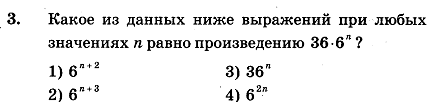 3. Какое из данных ниже выражений при любых
значениях n равно произведению 36·6ⁿ ?
1) 6ⁿ⁺² 3) 36ⁿ
2) 6ⁿ⁺³ 4) 6²ⁿ